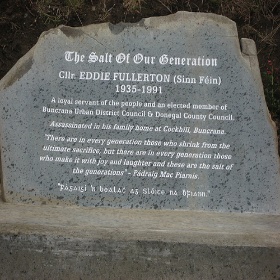 The Salt Of Our Generation
Cllr. EDDIE FULLERTON (Sinn Féin)
1935-1991
A loyal servant of the people and an elected member of
Buncrana Urban District Council & Donegal County Council.
Assassinated in his family home at Cockhill, Buncrana.
"There are in every generation those who shrink from the
ultimate sacrifice, but there are in every generation those
who make it with joy and laughter and these are the salt of
the generations" - Pádraig Mac Piarais.
na